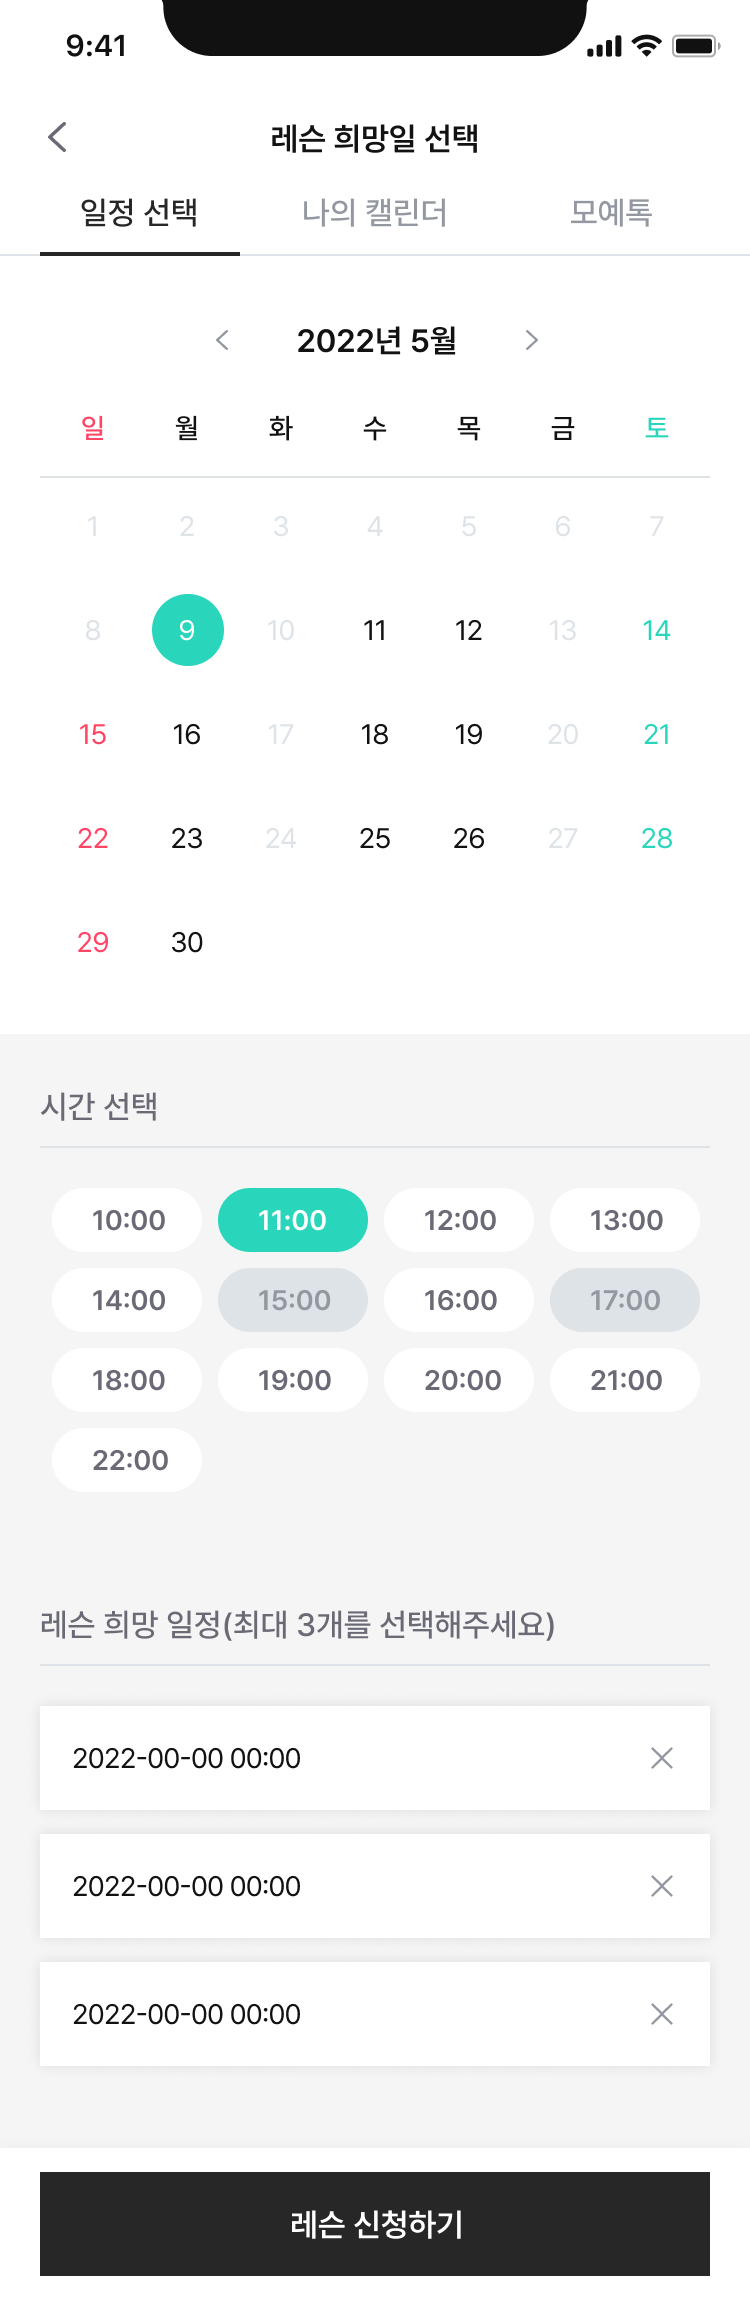 9:41
레슨 희망일 선택
일정 선택 나의 캘린더 모예톡
2022년 5월
일 월 화 수 목 금 토
1 2 3 4 5 6 7
8 9 10 11 12 13 14
15 16 17 18 19 20 21
22 23 24 25 26 27 28
29 30
시간 선택
10:00 11:00 12:00 13:00
14:00 15:00 16:00 17:00
18:00 19:00 20:00 21:00
22:00
레슨 희망 일정(최대 3개를 선택해주세요)
2022-00-00 00:00
2022-00-00 00:00
2022-00-00 00:00
레슨 신청하기